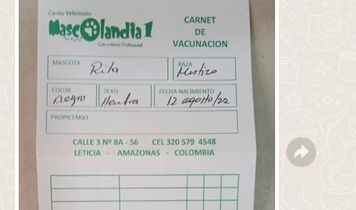 Centro Veterinario
Mascolandia 1
Con criterio Profesional
CARNET
DE
VACUNACION
MASCOTA
Rita
RAZA
Mestizo
COLOR
Negro
SEXO
Hembra
FECHA NACIMIENTO
12 agosto/22
PROPIETARIO
CALLE 3 Nº 8A - 56 CEL 320 579 4548
LETICIA - AMAZONAS - COLOMBIA